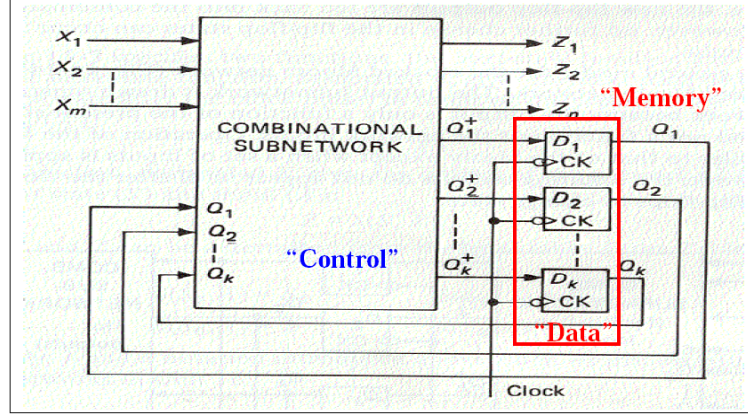 X1
X2
Xm
Z1
Z2
Zn
COMBINATIONAL
SUBNETWORK
"Control"
"Memory"
Q1+
Q2+
Qk+
D1
CK
D2
CK
Dk
CK
"Data"
Q1
Q2
Qk
Q1
Q2
Qk
Clock